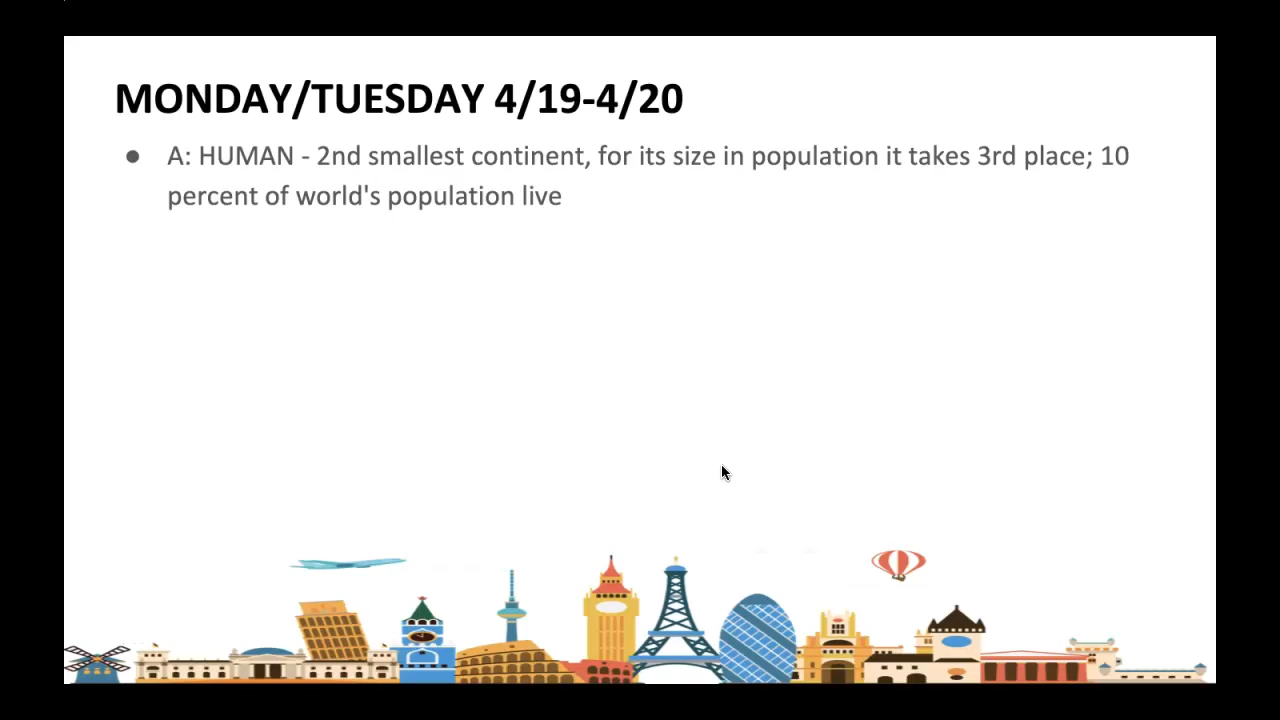 MONDAY/TUESDAY 4/19-4/20
● A: HUMAN - 2nd smallest continent, for its size in population it takes 3rd place; 10
percent of world's population live